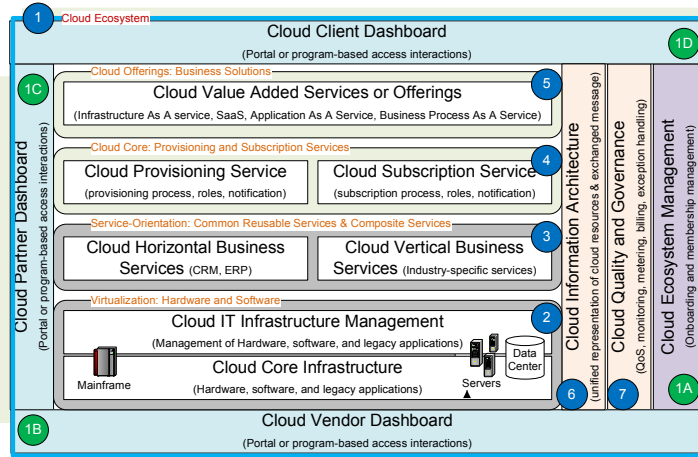 1
Cloud Ecosystem
Cloud Client Dashboard
(Portal or program-based access interactions)
1D
1C
Cloud Partner Dashboard
(Portal or program-based access interactions)
Cloud Offerings: Business Solutions
5
Cloud Value Added Services or Offerings
(Infrastructure As A service, SaaS, Application As A Service, Business Process As A Service)
Cloud Core: Provisioning and Subscription Services
4
Cloud Provisioning Service
(provisioning process, roles, notification)
Cloud Subscription Service
(subscription process, roles, notification)
Service-Orientation: Common Reusable Services & Composite Services
3
Cloud Horizontal Business
Services (CRM, ERP)
Cloud Vertical Business
Services (Industry-specific services)
Virtualization: Hardware and Software
2
Cloud IT Infrastructure Management
(Management of Hardware, software, and legacy applications)
Cloud Core Infrastructure
(Hardware, software, and legacy applications)
Mainframe
Servers
Data
Center
Cloud Information Architecture
(unified representation of cloud resources & exchanged message)
6
Cloud Quality and Governance
(QoS, monitoring, metering, billing, exception handling)
7
Cloud Ecosystem Management
(Onboarding and membership management)
1A
1B
Cloud Vendor Dashboard
(Portal or program-based access interactions)